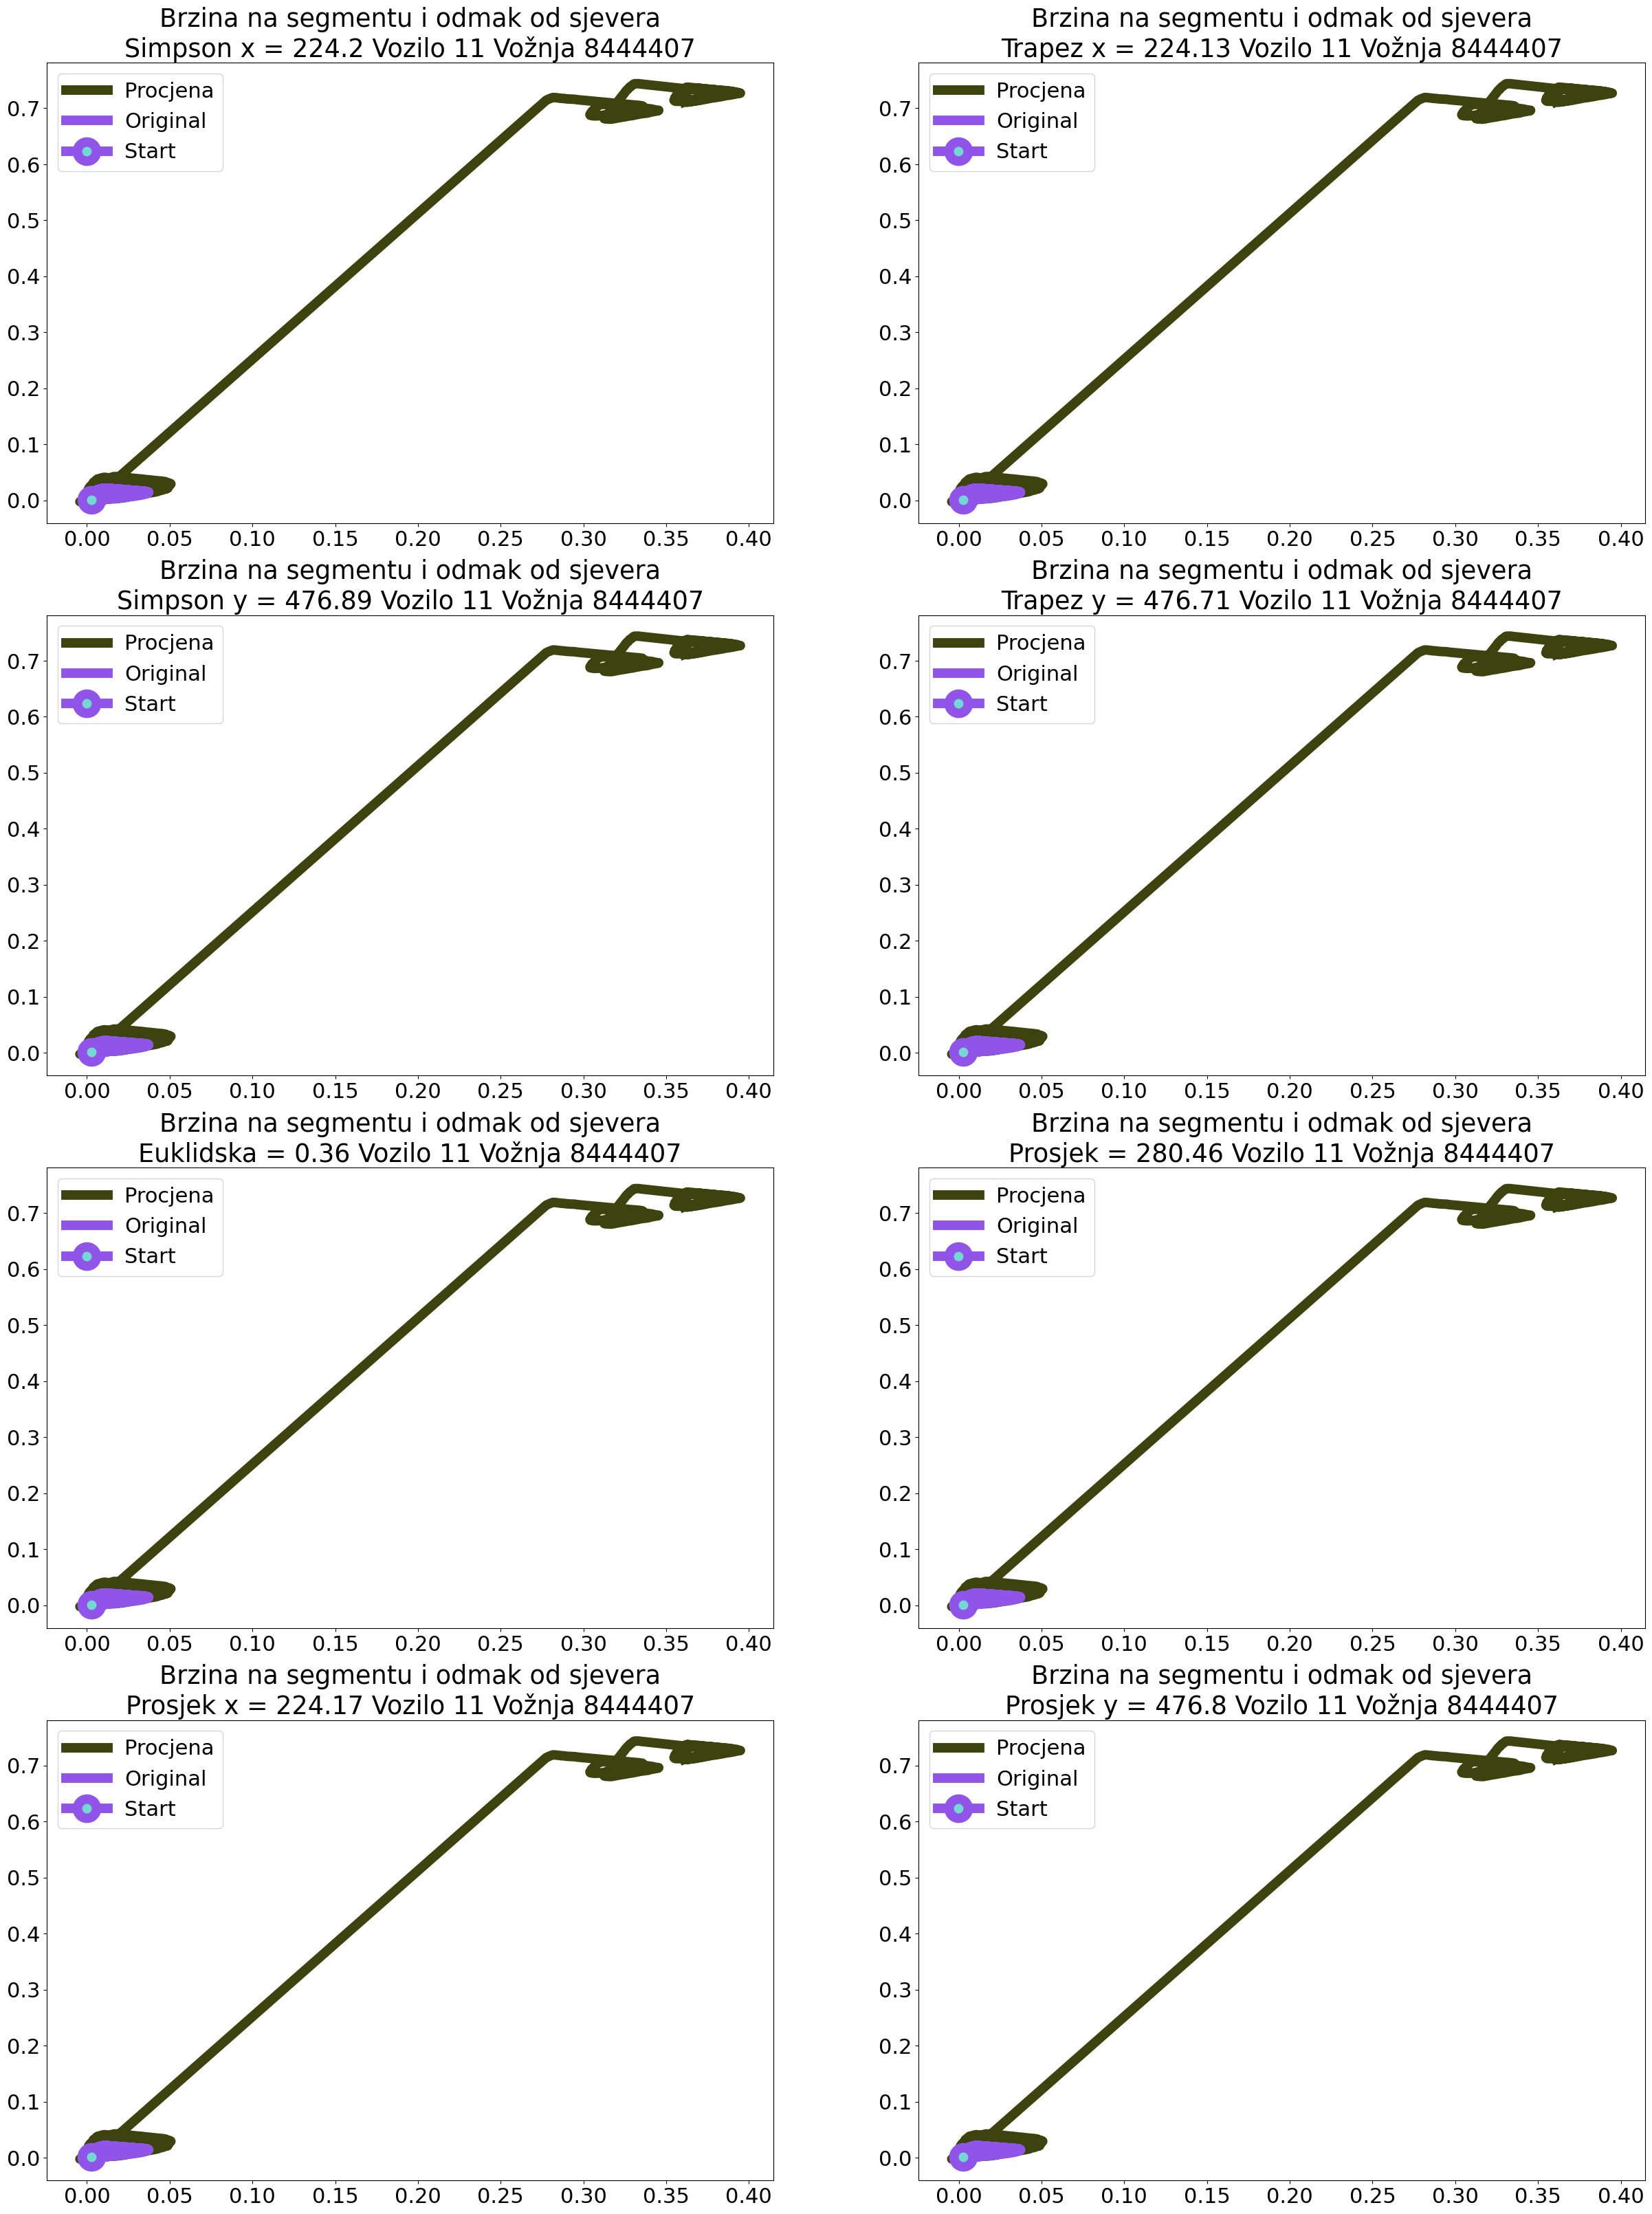 Brzina na segmentu i odmak od sjevera
Simpson x = 224.2 Vozilo 11 Vožnja 8444407
Procjena
Original
Start
0.7
0.6
0.5
0.4
0.3
0.2
0.1
0.0
0.00 0.05 0.10 0.15 0.20 0.25 0.30 0.35 0.40
Brzina na segmentu i odmak od sjevera
Trapez x = 224.13 Vozilo 11 Vožnja 8444407
Procjena
Original
Start
0.7
0.6
0.5
0.4
0.3
0.2
0.1
0.0
0.00 0.05 0.10 0.15 0.20 0.25 0.30 0.35 0.40
Brzina na segmentu i odmak od sjevera
Simpson y = 476.89 Vozilo 11 Vožnja 8444407
Procjena
Original
Start
0.7
0.6
0.5
0.4
0.3
0.2
0.1
0.0
0.00 0.05 0.10 0.15 0.20 0.25 0.30 0.35 0.40
Brzina na segmentu i odmak od sjevera
Trapez y = 476.71 Vozilo 11 Vožnja 8444407
Procjena
Original
Start
0.7
0.6
0.5
0.4
0.3
0.2
0.1
0.0
0.00 0.05 0.10 0.15 0.20 0.25 0.30 0.35 0.40
Brzina na segmentu i odmak od sjevera
Euklidska = 0.36 Vozilo 11 Vožnja 8444407
Procjena
Original
Start
0.7
0.6
0.5
0.4
0.3
0.2
0.1
0.0
0.00 0.05 0.10 0.15 0.20 0.25 0.30 0.35 0.40
Brzina na segmentu i odmak od sjevera
Prosjek = 280.46 Vozilo 11 Vožnja 8444407
Procjena
Original
Start
0.7
0.6
0.5
0.4
0.3
0.2
0.1
0.0
0.00 0.05 0.10 0.15 0.20 0.25 0.30 0.35 0.40
Brzina na segmentu i odmak od sjevera
Prosjek x = 224.17 Vozilo 11 Vožnja 8444407
Procjena
Original
Start
0.7
0.6
0.5
0.4
0.3
0.2
0.1
0.0
0.00 0.05 0.10 0.15 0.20 0.25 0.30 0.35 0.40
Brzina na segmentu i odmak od sjevera
Prosjek y = 476.8 Vozilo 11 Vožnja 8444407
Procjena
Original
Start
0.7
0.6
0.5
0.4
0.3
0.2
0.1
0.0
0.00 0.05 0.10 0.15 0.20 0.25 0.30 0.35 0.40